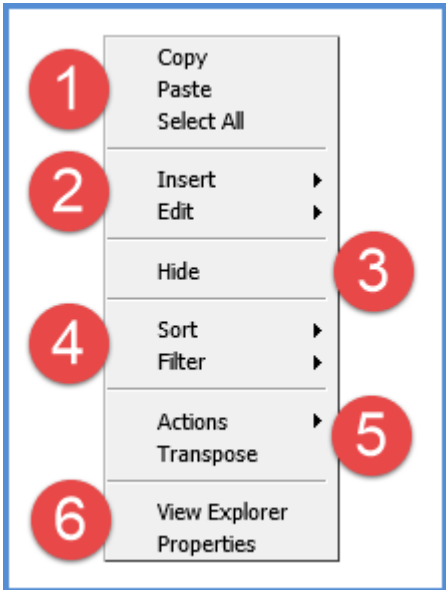 1
Copy
Paste
Select All
2
Insert
Edit
Hide
3
4
Sort
Filter
Actions
5
Transpose
6
View Explorer
Properties